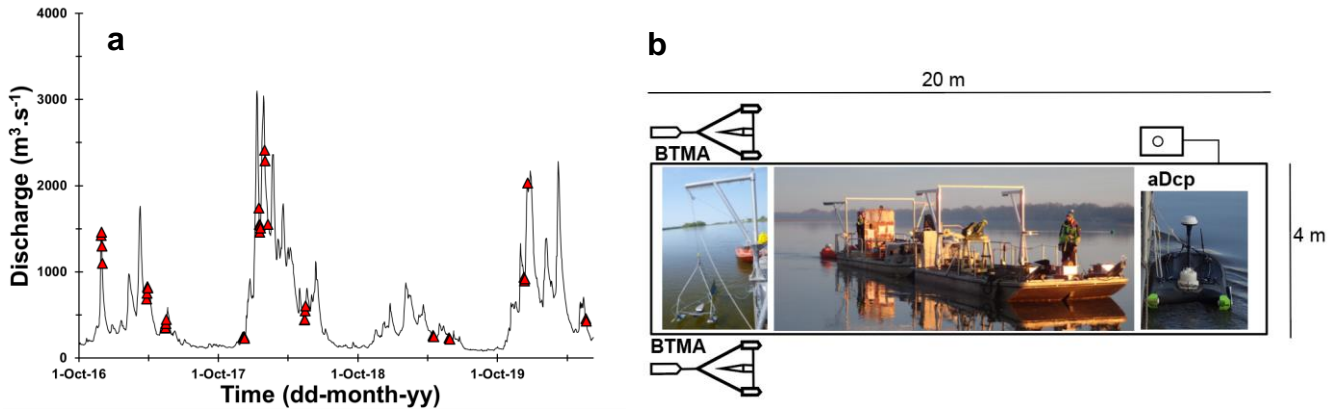 a
4000
3000
2000
1000
0
Discharge (m³.s⁻¹)
1-Oct-16
1-Oct-17
1-Oct-18
1-Oct-19
Time (dd-month-yy)
b
20 m
BTMA
aDcp
4 m
BTMA